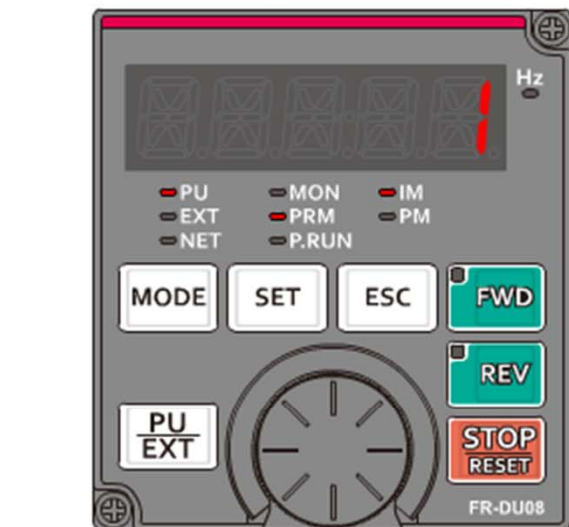 Hz
1
PU MON IM
EXT PRM PM
NET P.RUN
MODE SET ESC FWD
REV
PU
EXT
STOP
RESET
FR-DU08